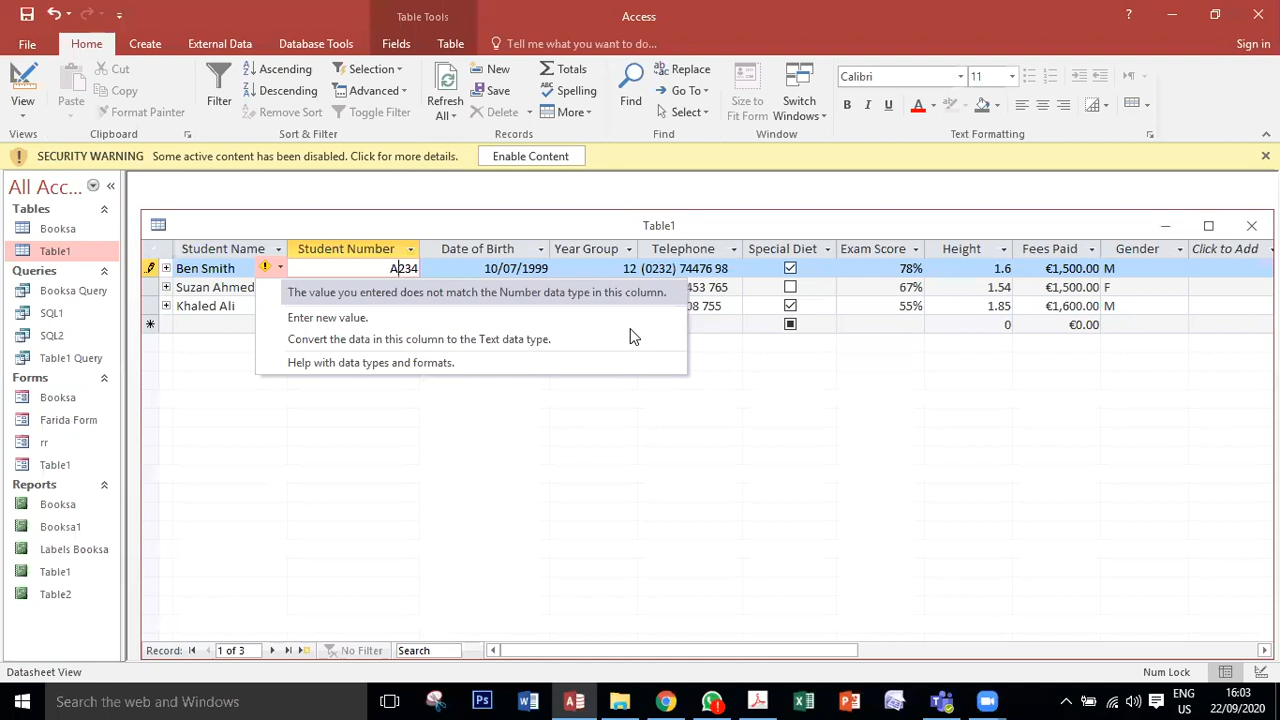 Table Tools
Access
?
Sign in
File
Home
Create
External Data
Database Tools
Fields
Table
Tell me what you want to do...
View
Views
Paste
Cut
Copy
Format Painter
Clipboard
Filter
Ascending
Descending
Remove Sort
Selection
Advanced
Toggle Filter
Sort & Filter
Refresh
All
New
Save
Delete
Totals
Spelling
More
Records
Find
Replace
Go To
Select
Find
Size to
Fit Form
Switch
Windows
Window
Calibri
11
B I U A
Text Formatting
SECURITY WARNING Some active content has been disabled. Click for more details.
Enable Content
All Acc...
Tables
Booksa
Table1
Queries
Booksa Query
SQL1
SQL2
Table1 Query
Forms
Booksa
Farida Form
rr
Table1
Reports
Booksa
Booksa1
Labels Booksa
Table1
Table2
Table1
Student Name Student Number Date of Birth Year Group Telephone Special Diet Exam Score Height Fees Paid Gender Click to Add
Ben Smith A234 10/07/1999 12 (0232) 74476 98 78% 1.6 €1,500.00 M
Suzan Ahmed 453 765 67% 1.54 €1,500.00 F
Khaled Ali 08 755 55% 1.85 €1,600.00 M
0 €0.00
The value you entered does not match the Number data type in this column.
Enter new value.
Convert the data in this column to the Text data type.
Help with data types and formats.
Record: 1 of 3 No Filter Search
Datasheet View
Num Lock
Search the web and Windows
ENG
UK
16:03
22/09/2020